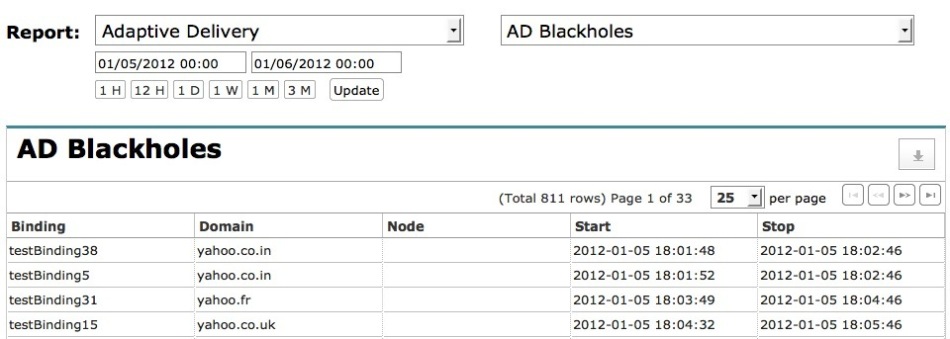 Report: Adaptive Delivery AD Blackholes
01/05/2012 00:00 01/06/2012 00:00
1 H 12 H 1 D 1 W 1 M 3 M Update
AD Blackholes
(Total 811 rows) Page 1 of 33 25 per page
Binding Domain Node Start Stop
testBinding38 yahoo.co.in 2012-01-05 18:01:48 2012-01-05 18:02:46
testBinding5 yahoo.co.in 2012-01-05 18:01:52 2012-01-05 18:02:46
testBinding31 yahoo.fr 2012-01-05 18:03:49 2012-01-05 18:04:46
testBinding15 yahoo.co.uk 2012-01-05 18:04:32 2012-01-05 18:05:46